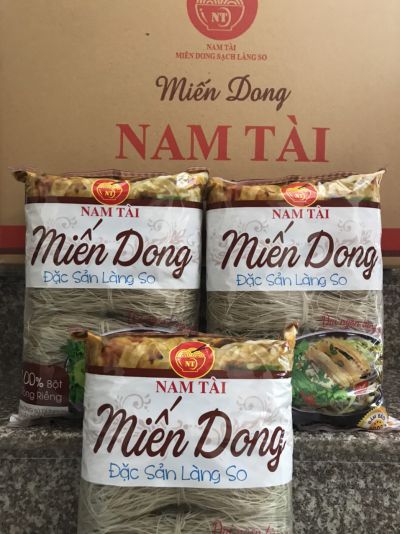 NT
NAM TÀI
MIẾN DONG SẠCH LÀNG SO
Miến Dong
NAM TÀI
NT
NAM TÀI
Miến Dong
Đặc Sản Làng So
100% Bột
Dong Riềng
NT
NAM TÀI
Miến Dong
Đặc Sản Làng So
NT
NAM TÀI
Miến Dong
Đặc Sản Làng So